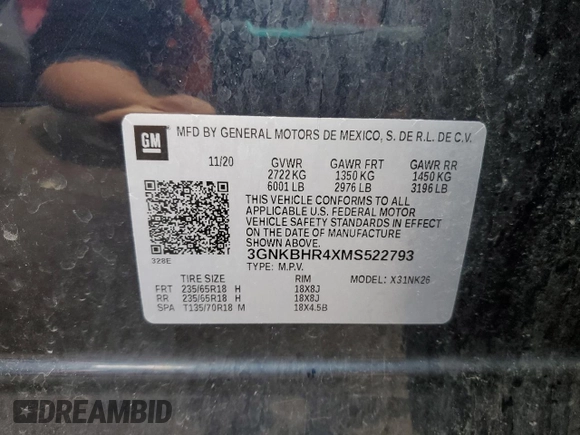 GM
MFD BY GENERAL MOTORS DE MEXICO, S. DE R.L. DE C.V.
11/20 GVWR GAWR FRT GAWR RR
2722 KG 1350 KG 1450 KG
6001 LB 2976 LB 3196 LB
THIS VEHICLE CONFORMS TO ALL
APPLICABLE U.S. FEDERAL MOTOR
VEHICLE SAFETY STANDARDS IN EFFECT
ON THE DATE OF MANUFACTURE
SHOWN ABOVE.
328E
3GNKBHR4XMS522793
TYPE: M.P.V.
TIRE SIZE RIM MODEL: X31NK26
FRT 235/65R18 H 18X8J
RR 235/65R18 H 18X8J
SPA T135/70R18 M 18X4.5B
DREAMBID